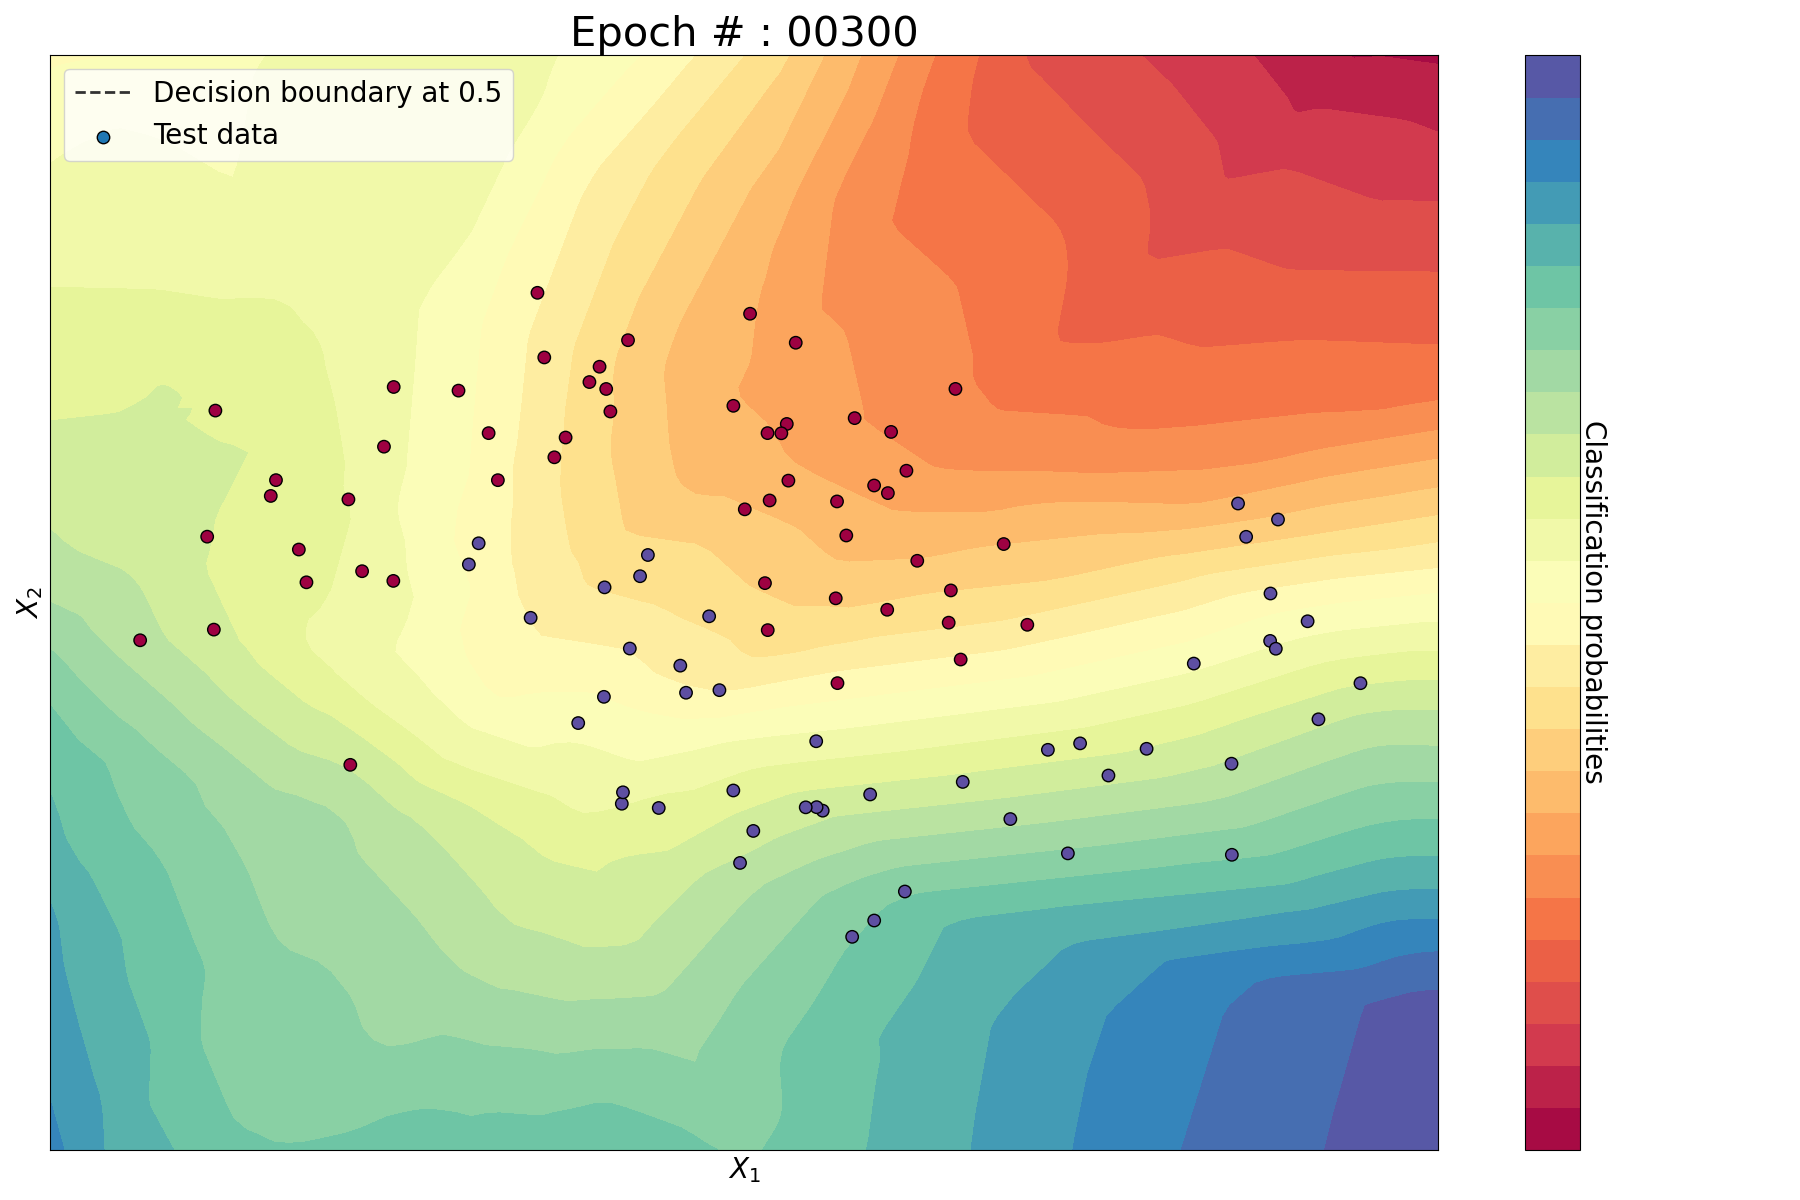 Epoch # : 00300
Decision boundary at 0.5
Test data
X₂
X₁
Classification probabilities